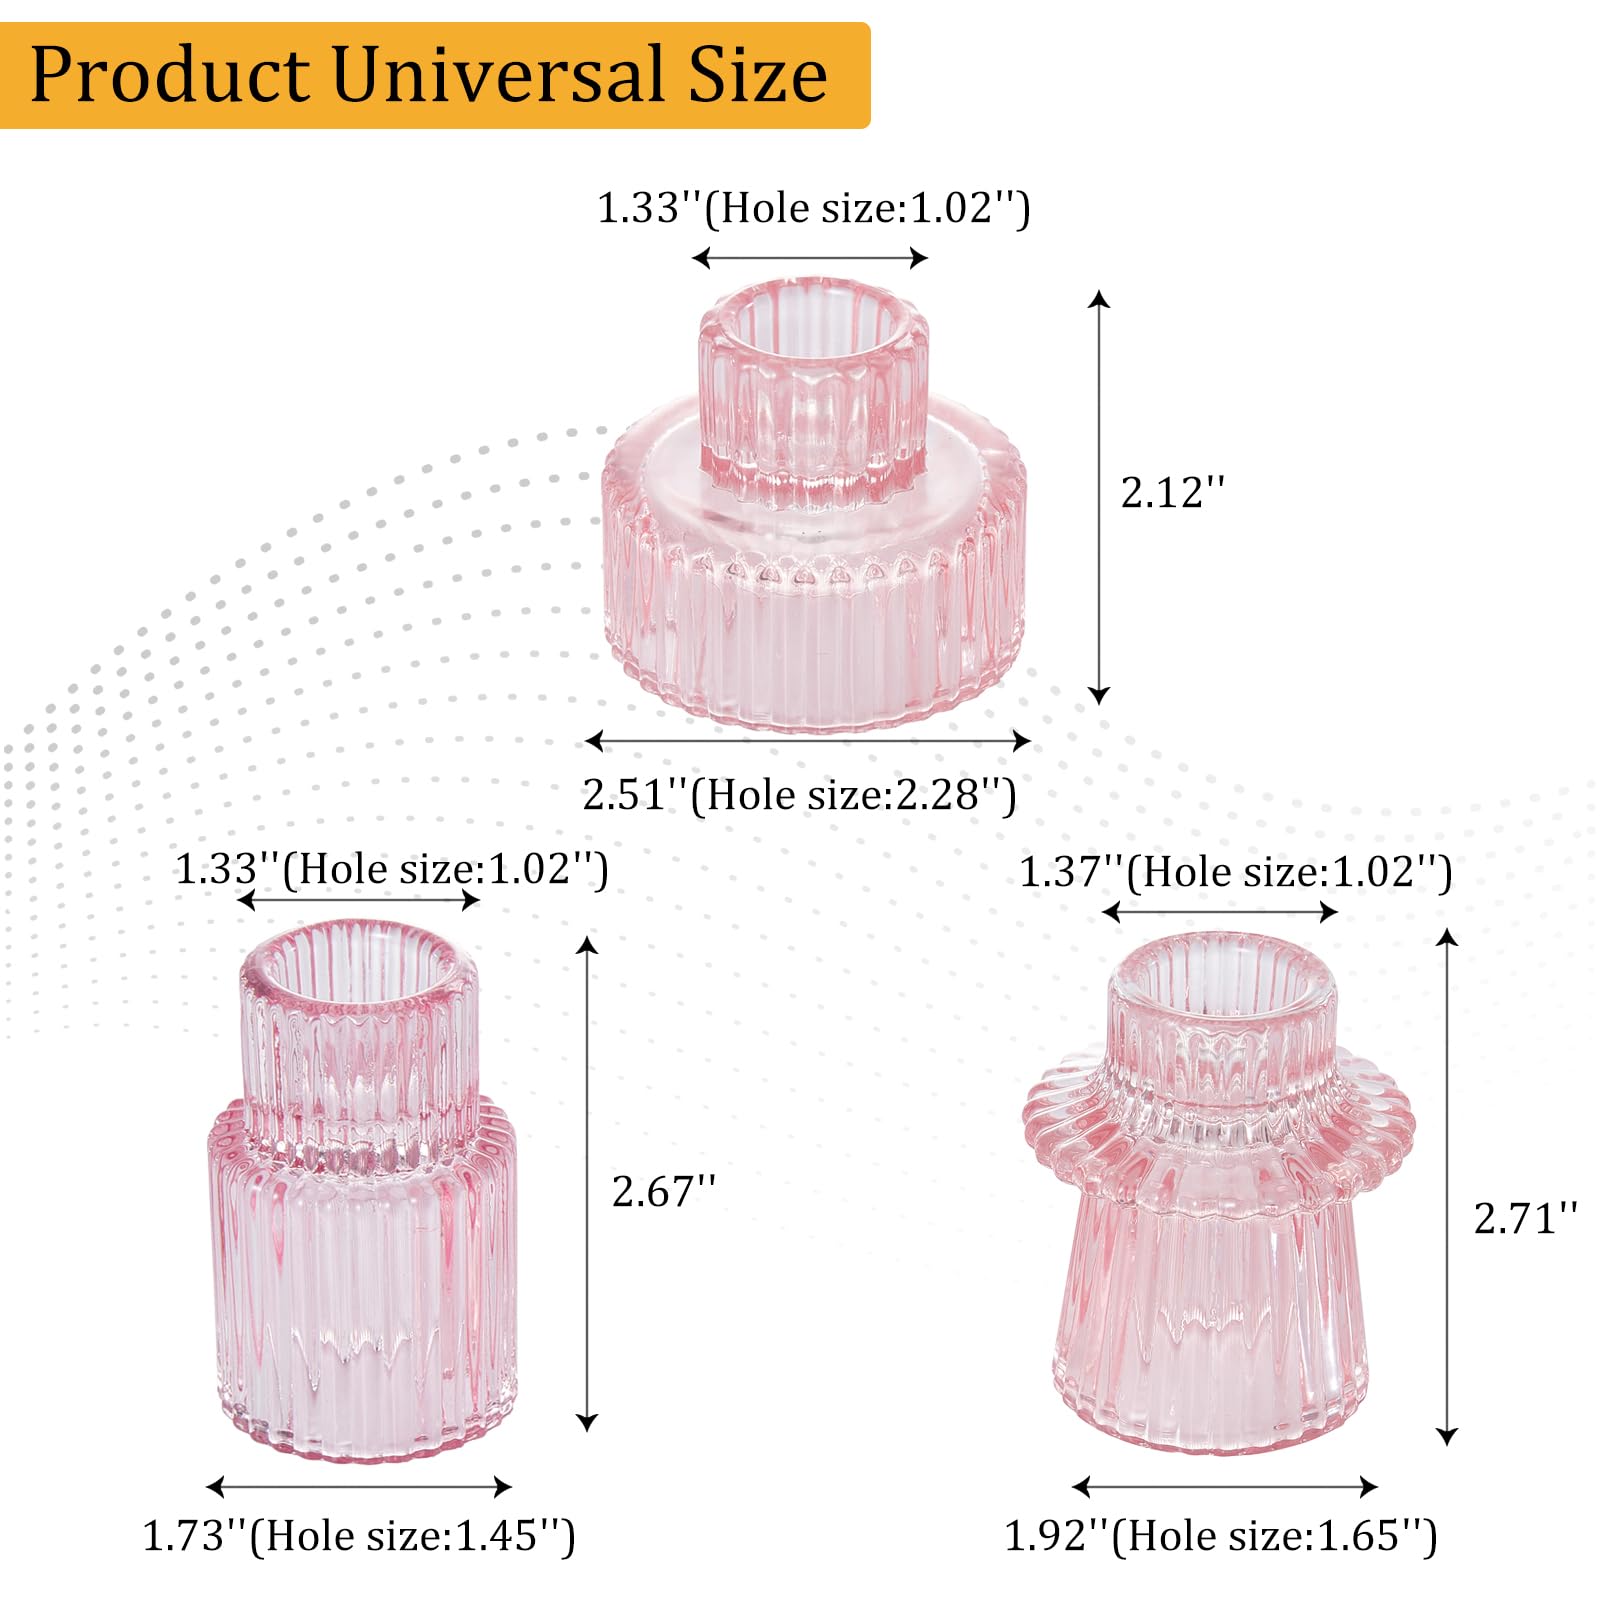 Product Universal Size
1.33''(Hole size:1.02'')
2.12''
2.51''(Hole size:2.28'')
1.33''(Hole size:1.02'')
1.37''(Hole size:1.02'')
2.67''
2.71''
1.73''(Hole size:1.45'')
1.92''(Hole size:1.65'')